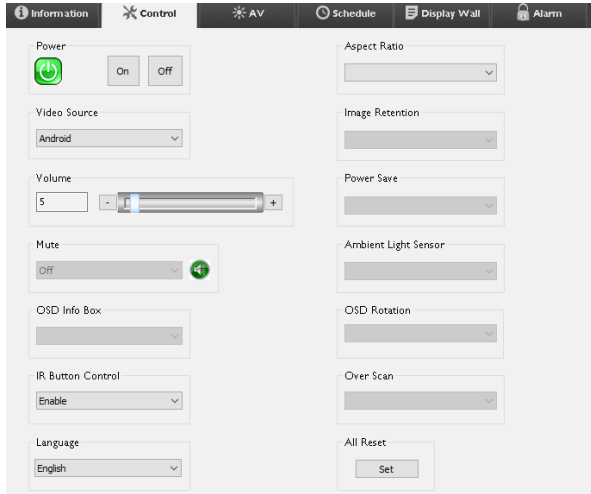 Information
Control
AV
Schedule
Display Wall
Alarm
Power
On
Off
Aspect Ratio
Video Source
Android
Image Retention
Volume
5
-
+
Power Save
Mute
Off
Ambient Light Sensor
OSD Info Box
OSD Rotation
IR Button Control
Enable
Over Scan
Language
English
All Reset
Set